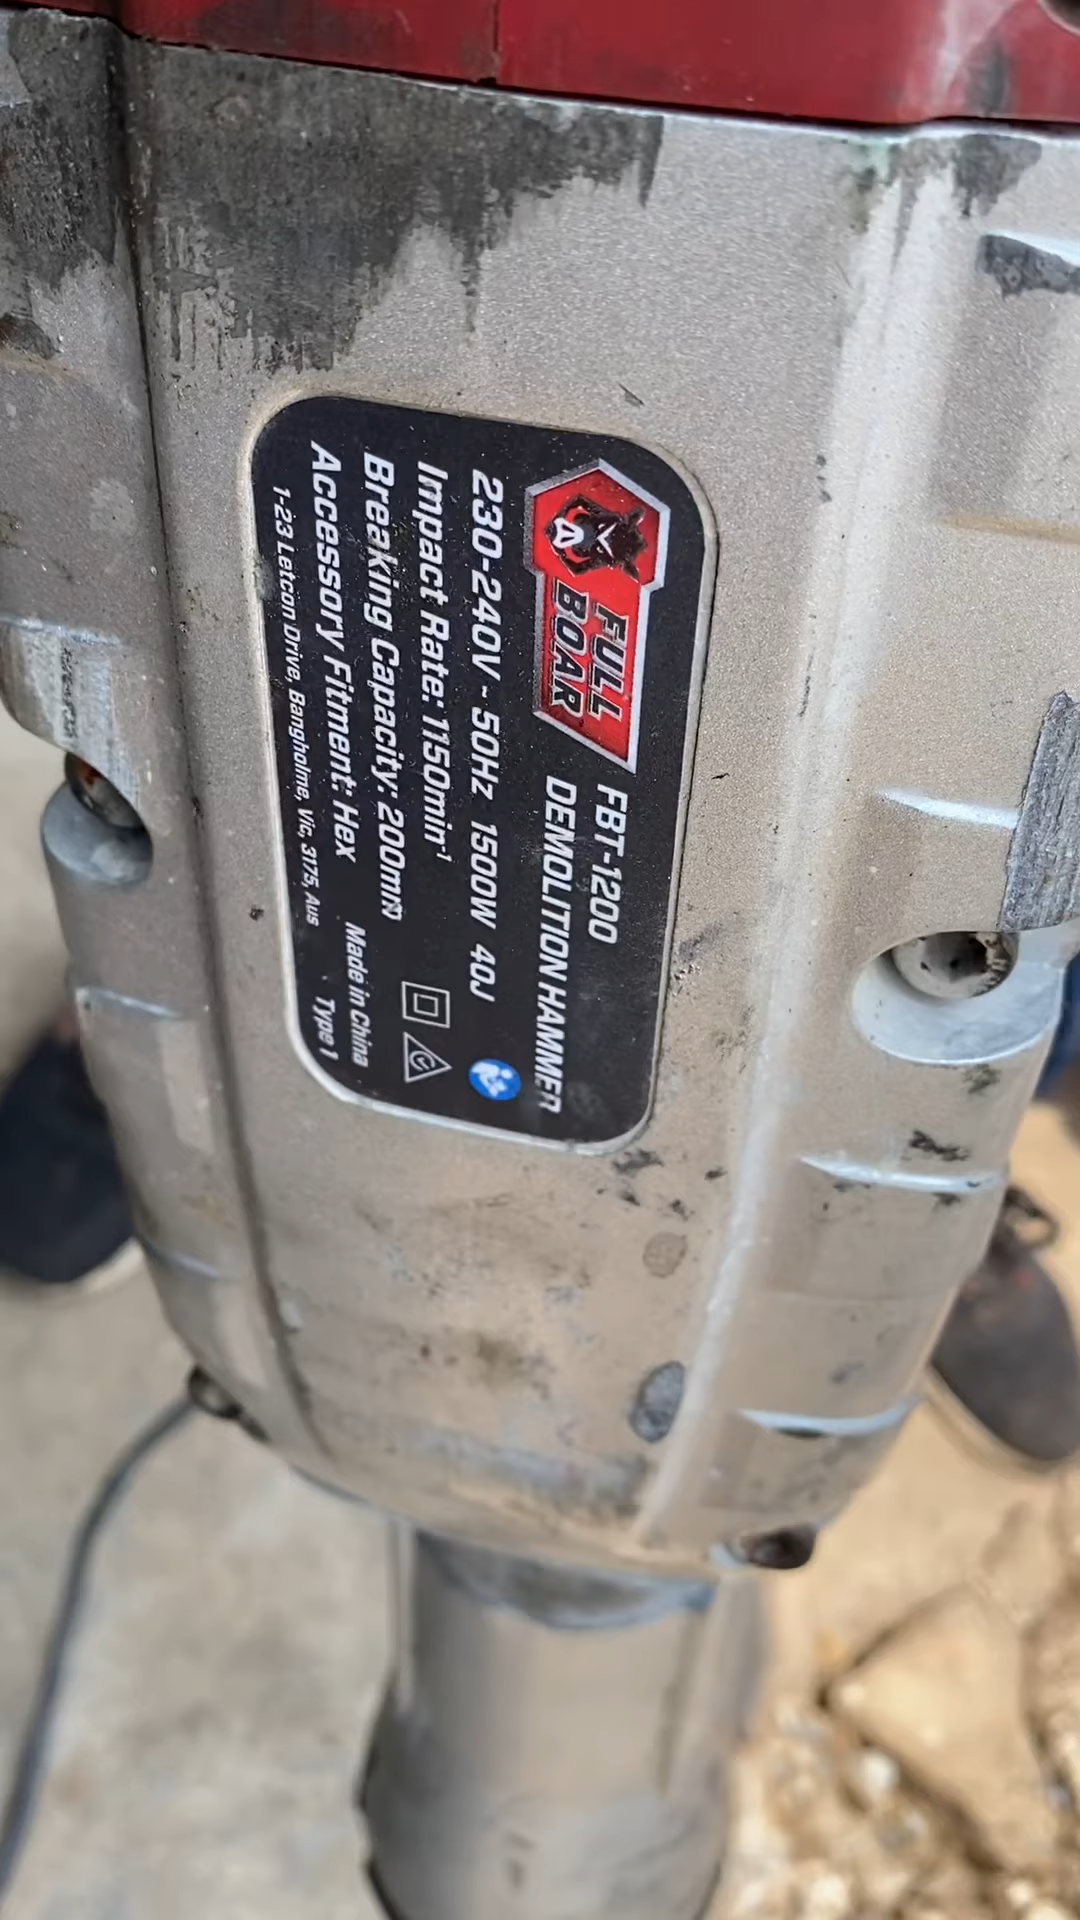 FULL
BOAR
FBT-1200
DEMOLITION HAMMER
230-240V ~ 50Hz 1500W 40J
Impact Rate: 1150min⁻¹
Breaking Capacity: 200mm
Accessory Fitment: Hex
Made in China
1-23 Letcon Drive, Bangholme, Vic, 3175, Aus
Type 1